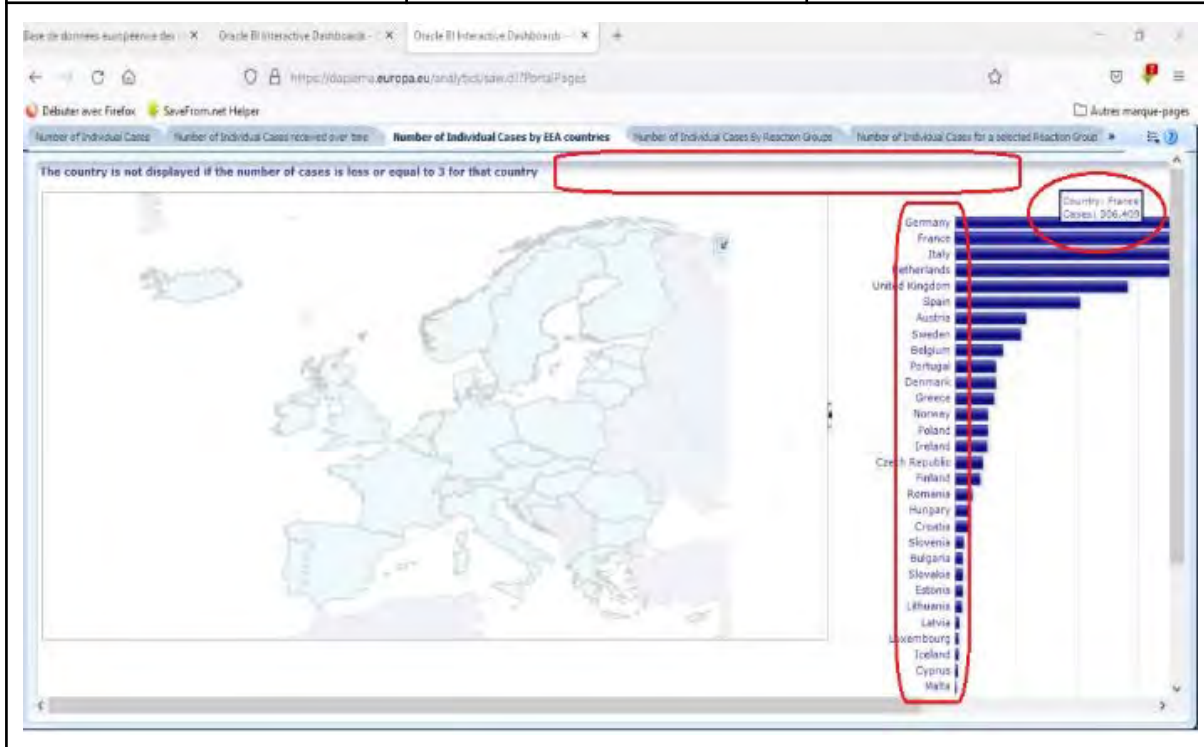 Base de données européenne des
Oracle BI Interactive Dashboards -
Oracle BI Interactive Dashboards -
https://dap.ema.europa.eu/analytics/saw.dll?PortalPages
Débuter avec Firefox
SaveFrom.net Helper
Autres marque-pages
Number of Individual Cases
Number of Individual Cases received over time
Number of Individual Cases by EEA countries
Number of Individual Cases By Reaction Groups
Number of Individual Cases for a selected Reaction Group
The country is not displayed if the number of cases is less or equal to 3 for that country
Country: France
Cases: 306,409
Germany
France
Italy
Netherlands
United Kingdom
Spain
Austria
Sweden
Belgium
Portugal
Denmark
Greece
Norway
Poland
Ireland
Czech Republic
Finland
Romania
Hungary
Croatia
Slovenia
Bulgaria
Slovakia
Estonia
Lithuania
Latvia
Luxembourg
Iceland
Cyprus
Malta